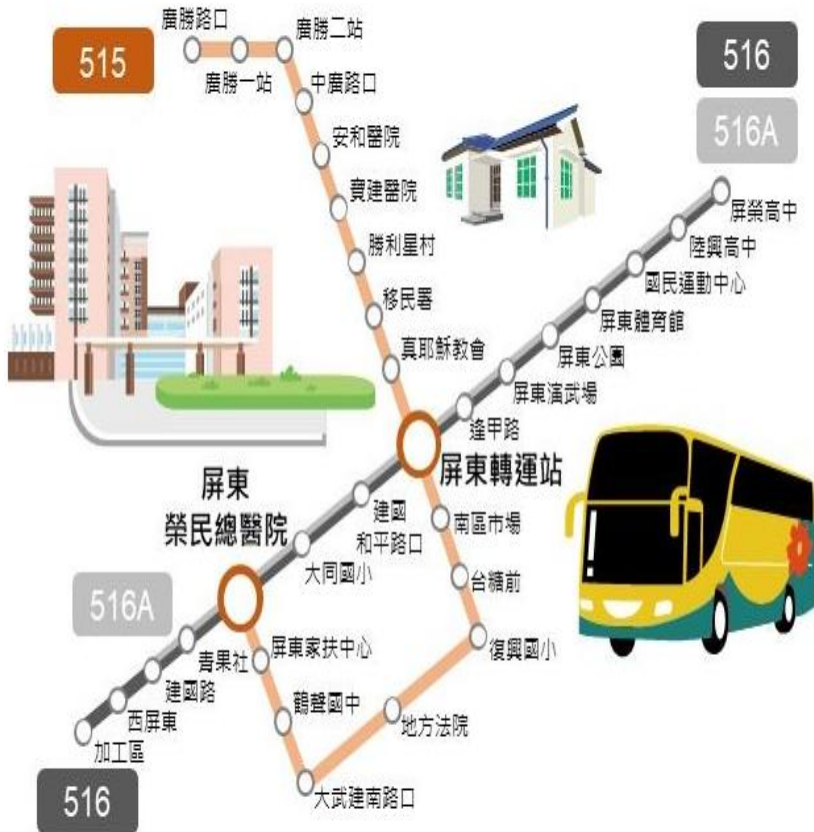 515
廣勝路口
廣勝一站
廣勝二站
中廣路口
安和醫院
寶建醫院
勝利星村
移民署
真耶穌教會
屏東轉運站
南區市場
台糖前
復興國小
地方法院
大武建南路口
鶴聲國中
屏東家扶中心
屏東
榮民總醫院
516
516A
屏榮高中
陸興高中
國民運動中心
屏東體育館
屏東公園
屏東演武場
逢甲路
建國
和平路口
大同國小
516A
青果社
建國路
西屏東
加工區
516